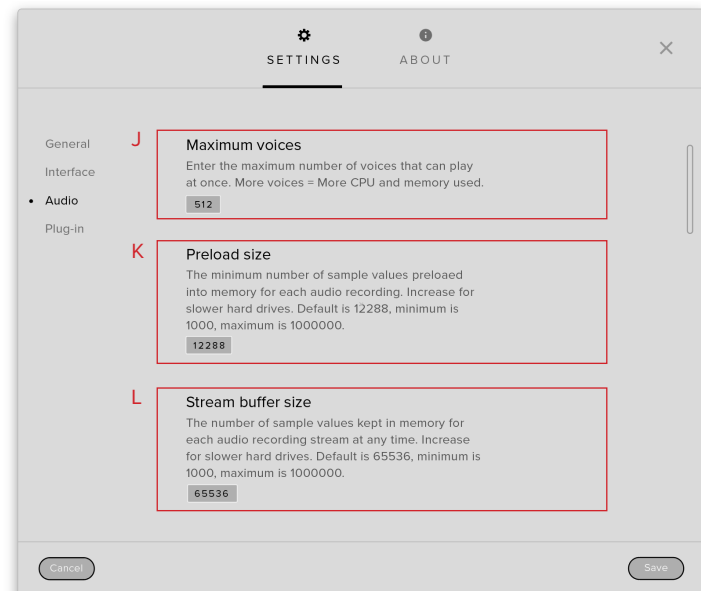 SETTINGS
ABOUT
General
Interface
Audio
Plug-in
J
Maximum voices
Enter the maximum number of voices that can play
at once. More voices = More CPU and memory used.
512
K
Preload size
The minimum number of sample values preloaed
into memory for each audio recording. Increase for
slower hard drives. Default is 12288, minimum is
1000, maximum is 1000000.
12288
L
Stream buffer size
The number of sample values kept in memory for
each audio recording stream at any time. Increase
for slower hard drives. Default is 65536, minimum is
1000, maximum is 1000000.
65536
Cancel
Save